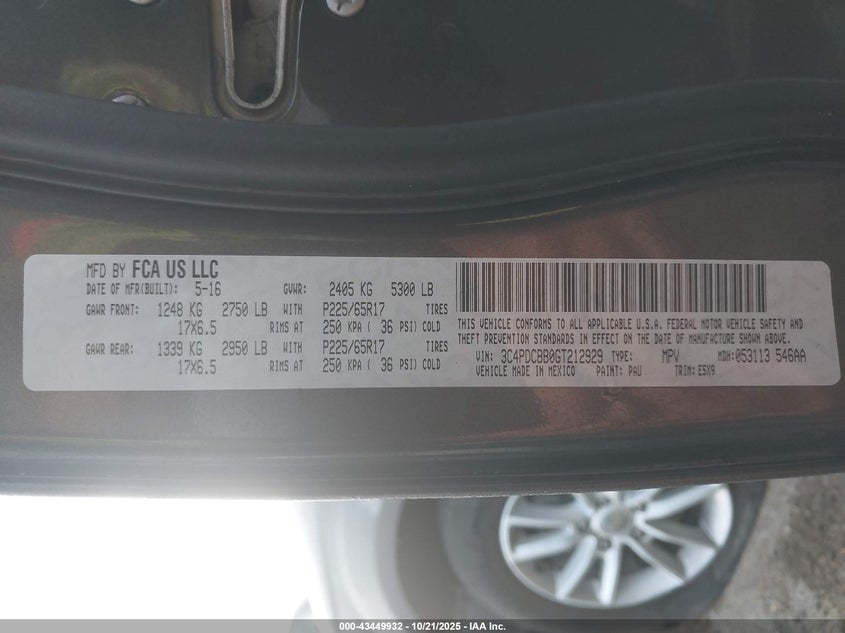 MFD BY FCA US LLC
DATE OF MFR(BUILT): 5-16 GVWR: 2405 KG 5300 LB
GAWR FRONT: 1248 KG 2750 LB WITH P225/65R17 TIRES
17X6.5 RIMS AT 250 KPA ( 36 PSI) COLD
GAWR REAR: 1339 KG 2950 LB WITH P225/65R17 TIRES
17X6.5 RIMS AT 250 KPA ( 36 PSI) COLD
THIS VEHICLE CONFORMS TO ALL APPLICABLE U.S.A. FEDERAL MOTOR VEHICLE SAFETY AND
THEFT PREVENTION STANDARDS IN EFFECT ON THE DATE OF MANUFACTURE SHOWN ABOVE.
VIN: 3C4PDCBB0GT212929 TYPE: MPV MDH: 053113 546AA
VEHICLE MADE IN MEXICO PAINT: PAU TRIM: E5X9
000-43449932 - 10/21/2025 - IAA Inc.